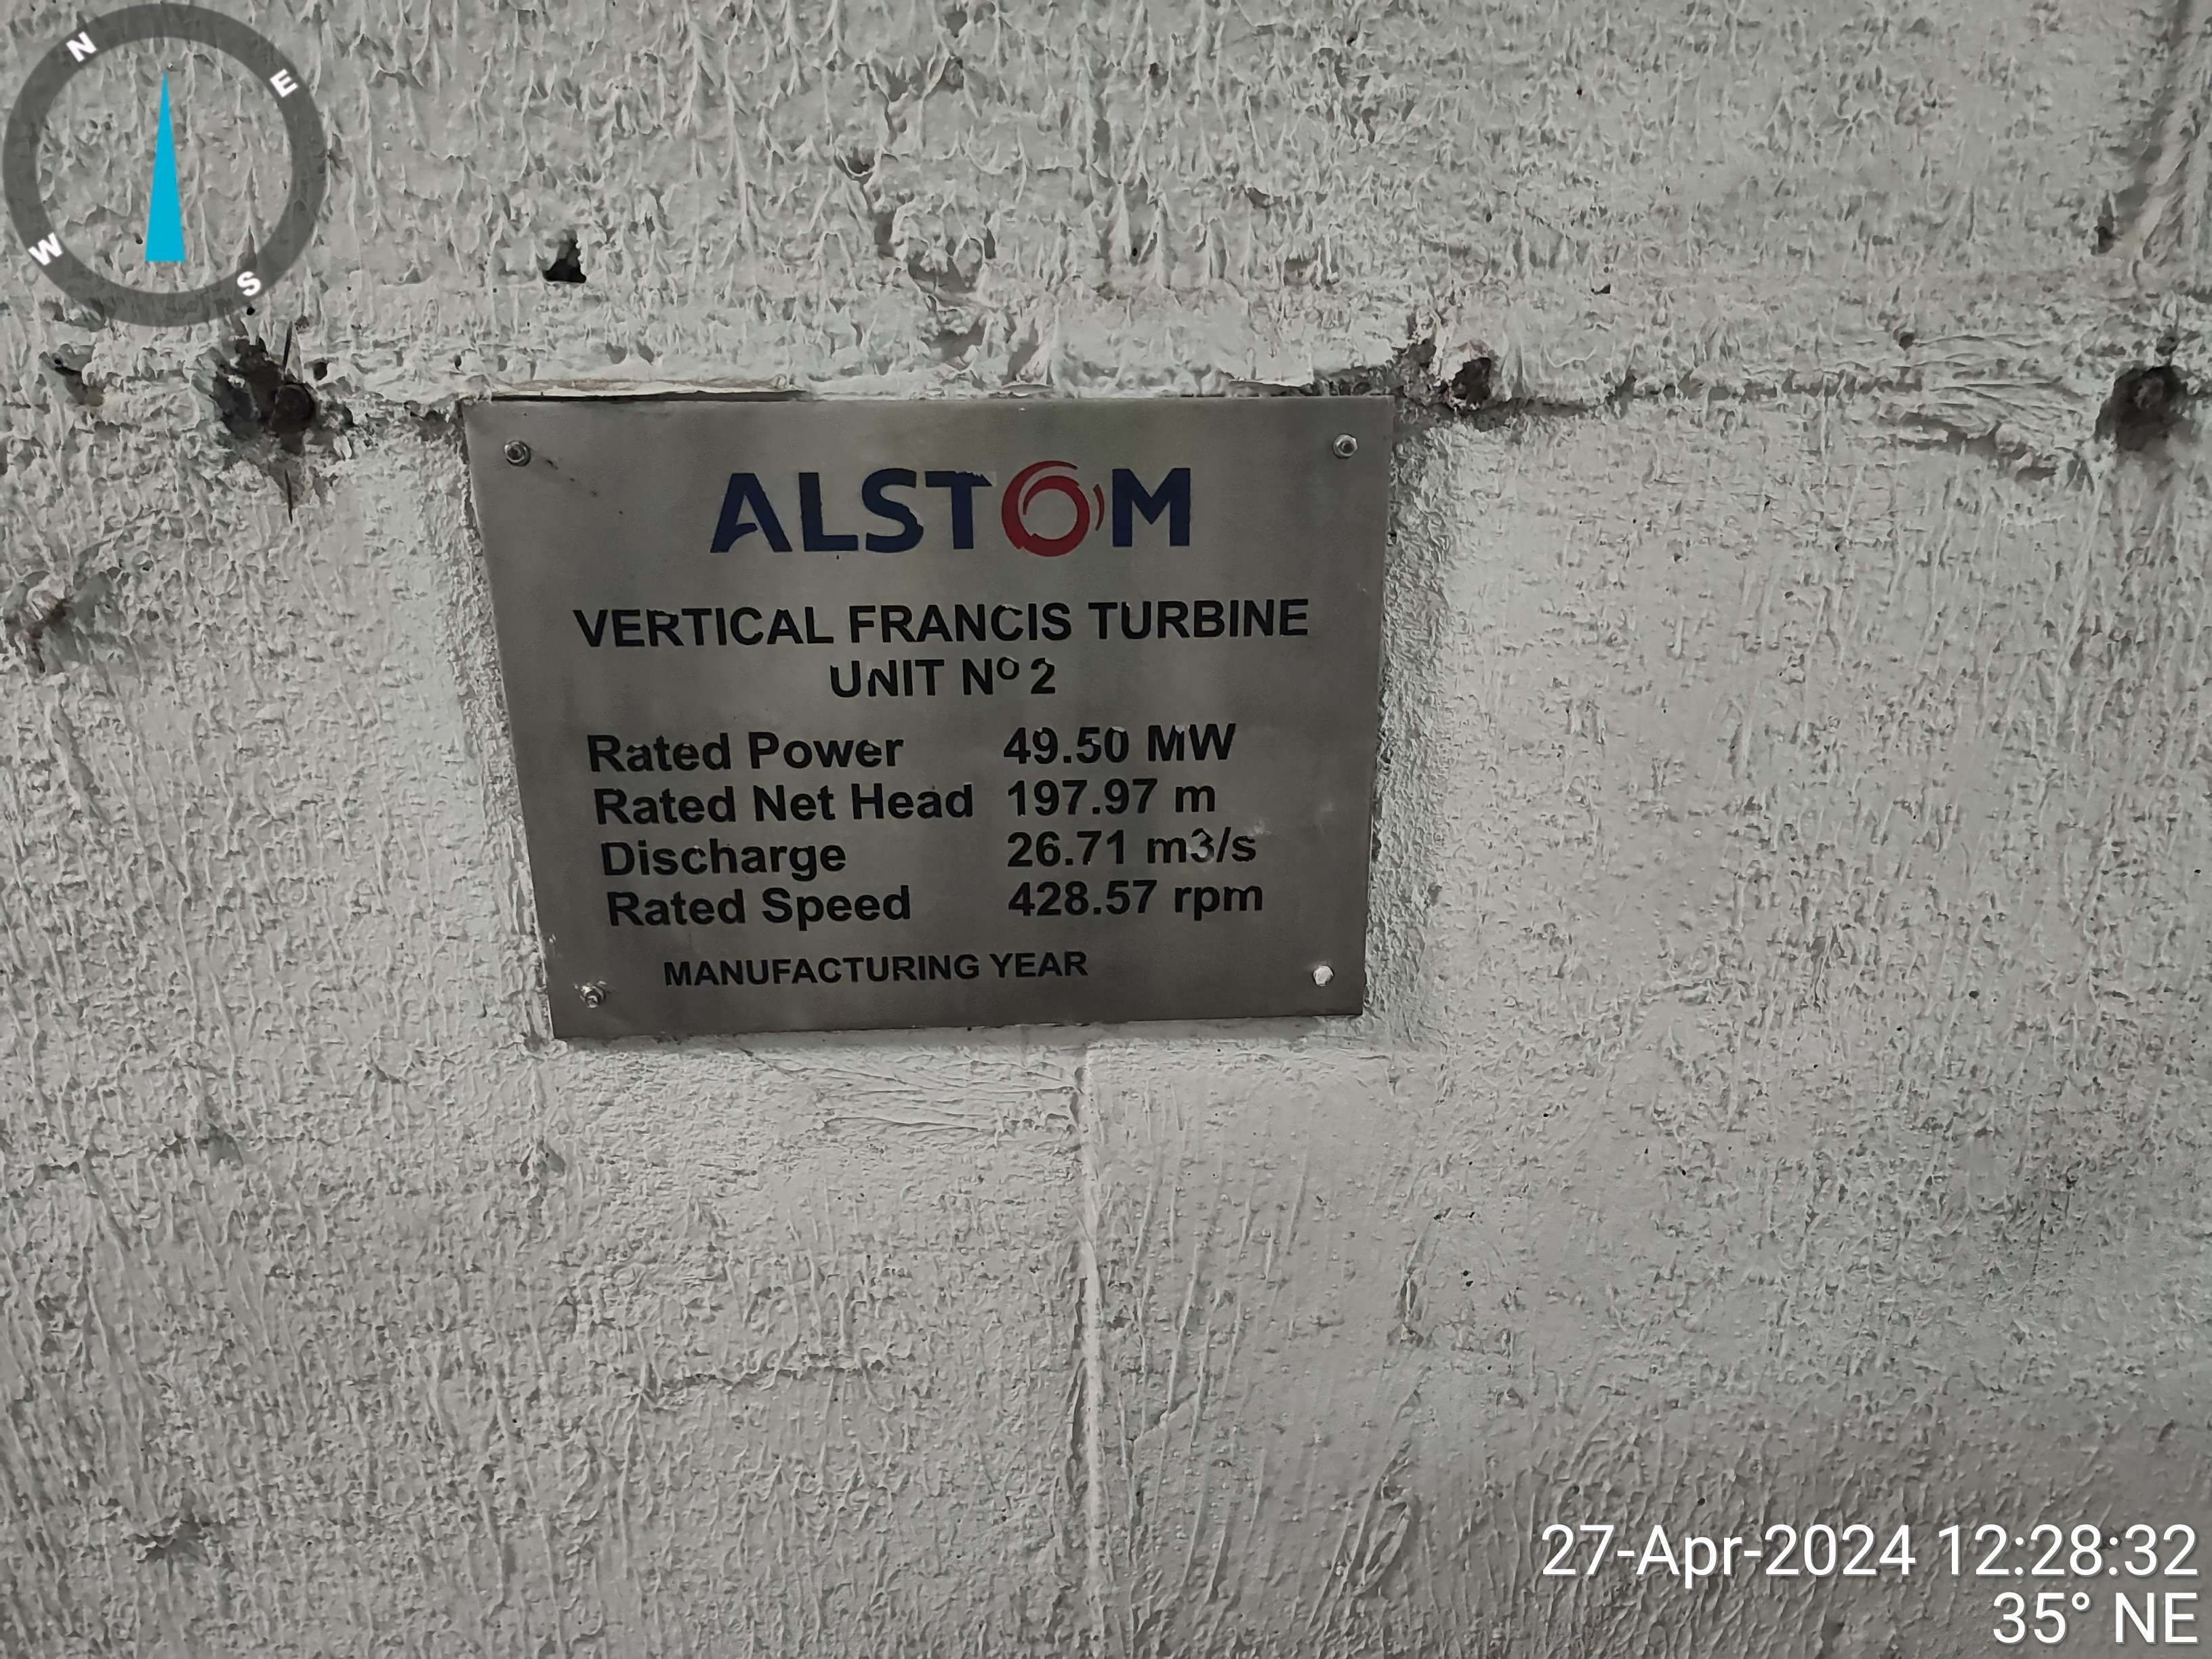 N
E
W
S
ALSTOM
VERTICAL FRANCIS TURBINE
UNIT Nº 2
Rated Power 49.50 MW
Rated Net Head 197.97 m
Discharge 26.71 m3/s
Rated Speed 428.57 rpm
MANUFACTURING YEAR
27-Apr-2024 12:28:32
35° NE